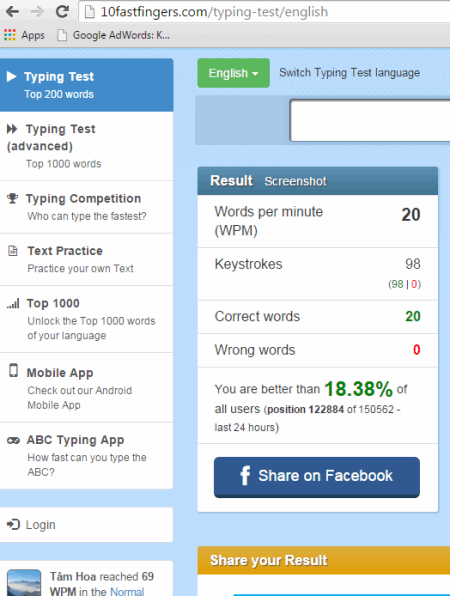 10fastfingers.com/typing-test/english
Apps Google AdWords: K...
Typing Test
Top 200 words
Typing Test
(advanced)
Top 1000 words
Typing Competition
Who can type the fastest?
Text Practice
Practice your own Text
Top 1000
Unlock the Top 1000 words
of your language
Mobile App
Check out our Android
Mobile App
ABC Typing App
How fast can you type the
ABC?
Login
Tâm Hoa reached 69
WPM in the Normal
English Switch Typing Test language
Result Screenshot
Words per minute 20
(WPM)
Keystrokes 98
(98 | 0)
Correct words 20
Wrong words 0
You are better than 18.38% of
all users (position 122884 of 150562 -
last 24 hours)
f Share on Facebook
Share your Result